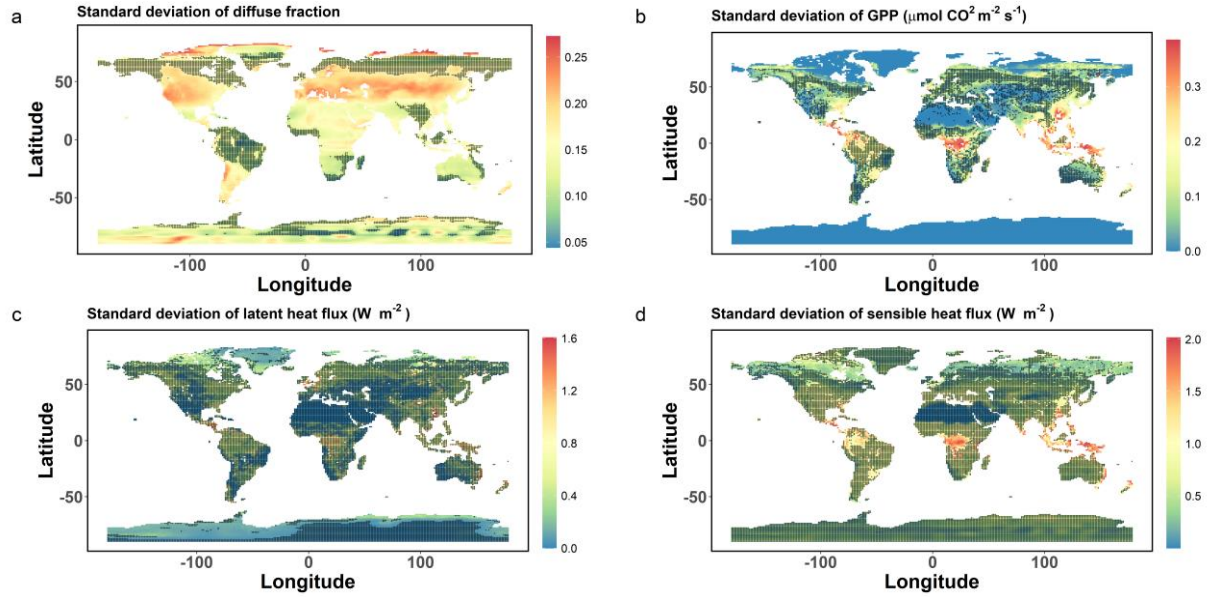 a
Standard deviation of diffuse fraction
Latitude
50
0
-50
-100
0
100
Longitude
0.25
0.20
0.15
0.10
0.05
b
Standard deviation of GPP (μmol CO² m⁻² s⁻¹)
Latitude
50
0
-50
-100
0
100
Longitude
0.3
0.2
0.1
0.0
c
Standard deviation of latent heat flux (W m⁻² )
Latitude
50
0
-50
-100
0
100
Longitude
1.6
1.2
0.8
0.4
0.0
d
Standard deviation of sensible heat flux (W m⁻² )
Latitude
50
0
-50
-100
0
100
Longitude
2.0
1.5
1.0
0.5